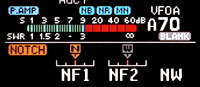 P.AMP NB NR MN VFOA
S 1 3 5 7 9 20 40 60dB A70
SWR 1 1.5 2 - 3 ∞ BLANK
NOTCH N W
NF1 NF2 NW